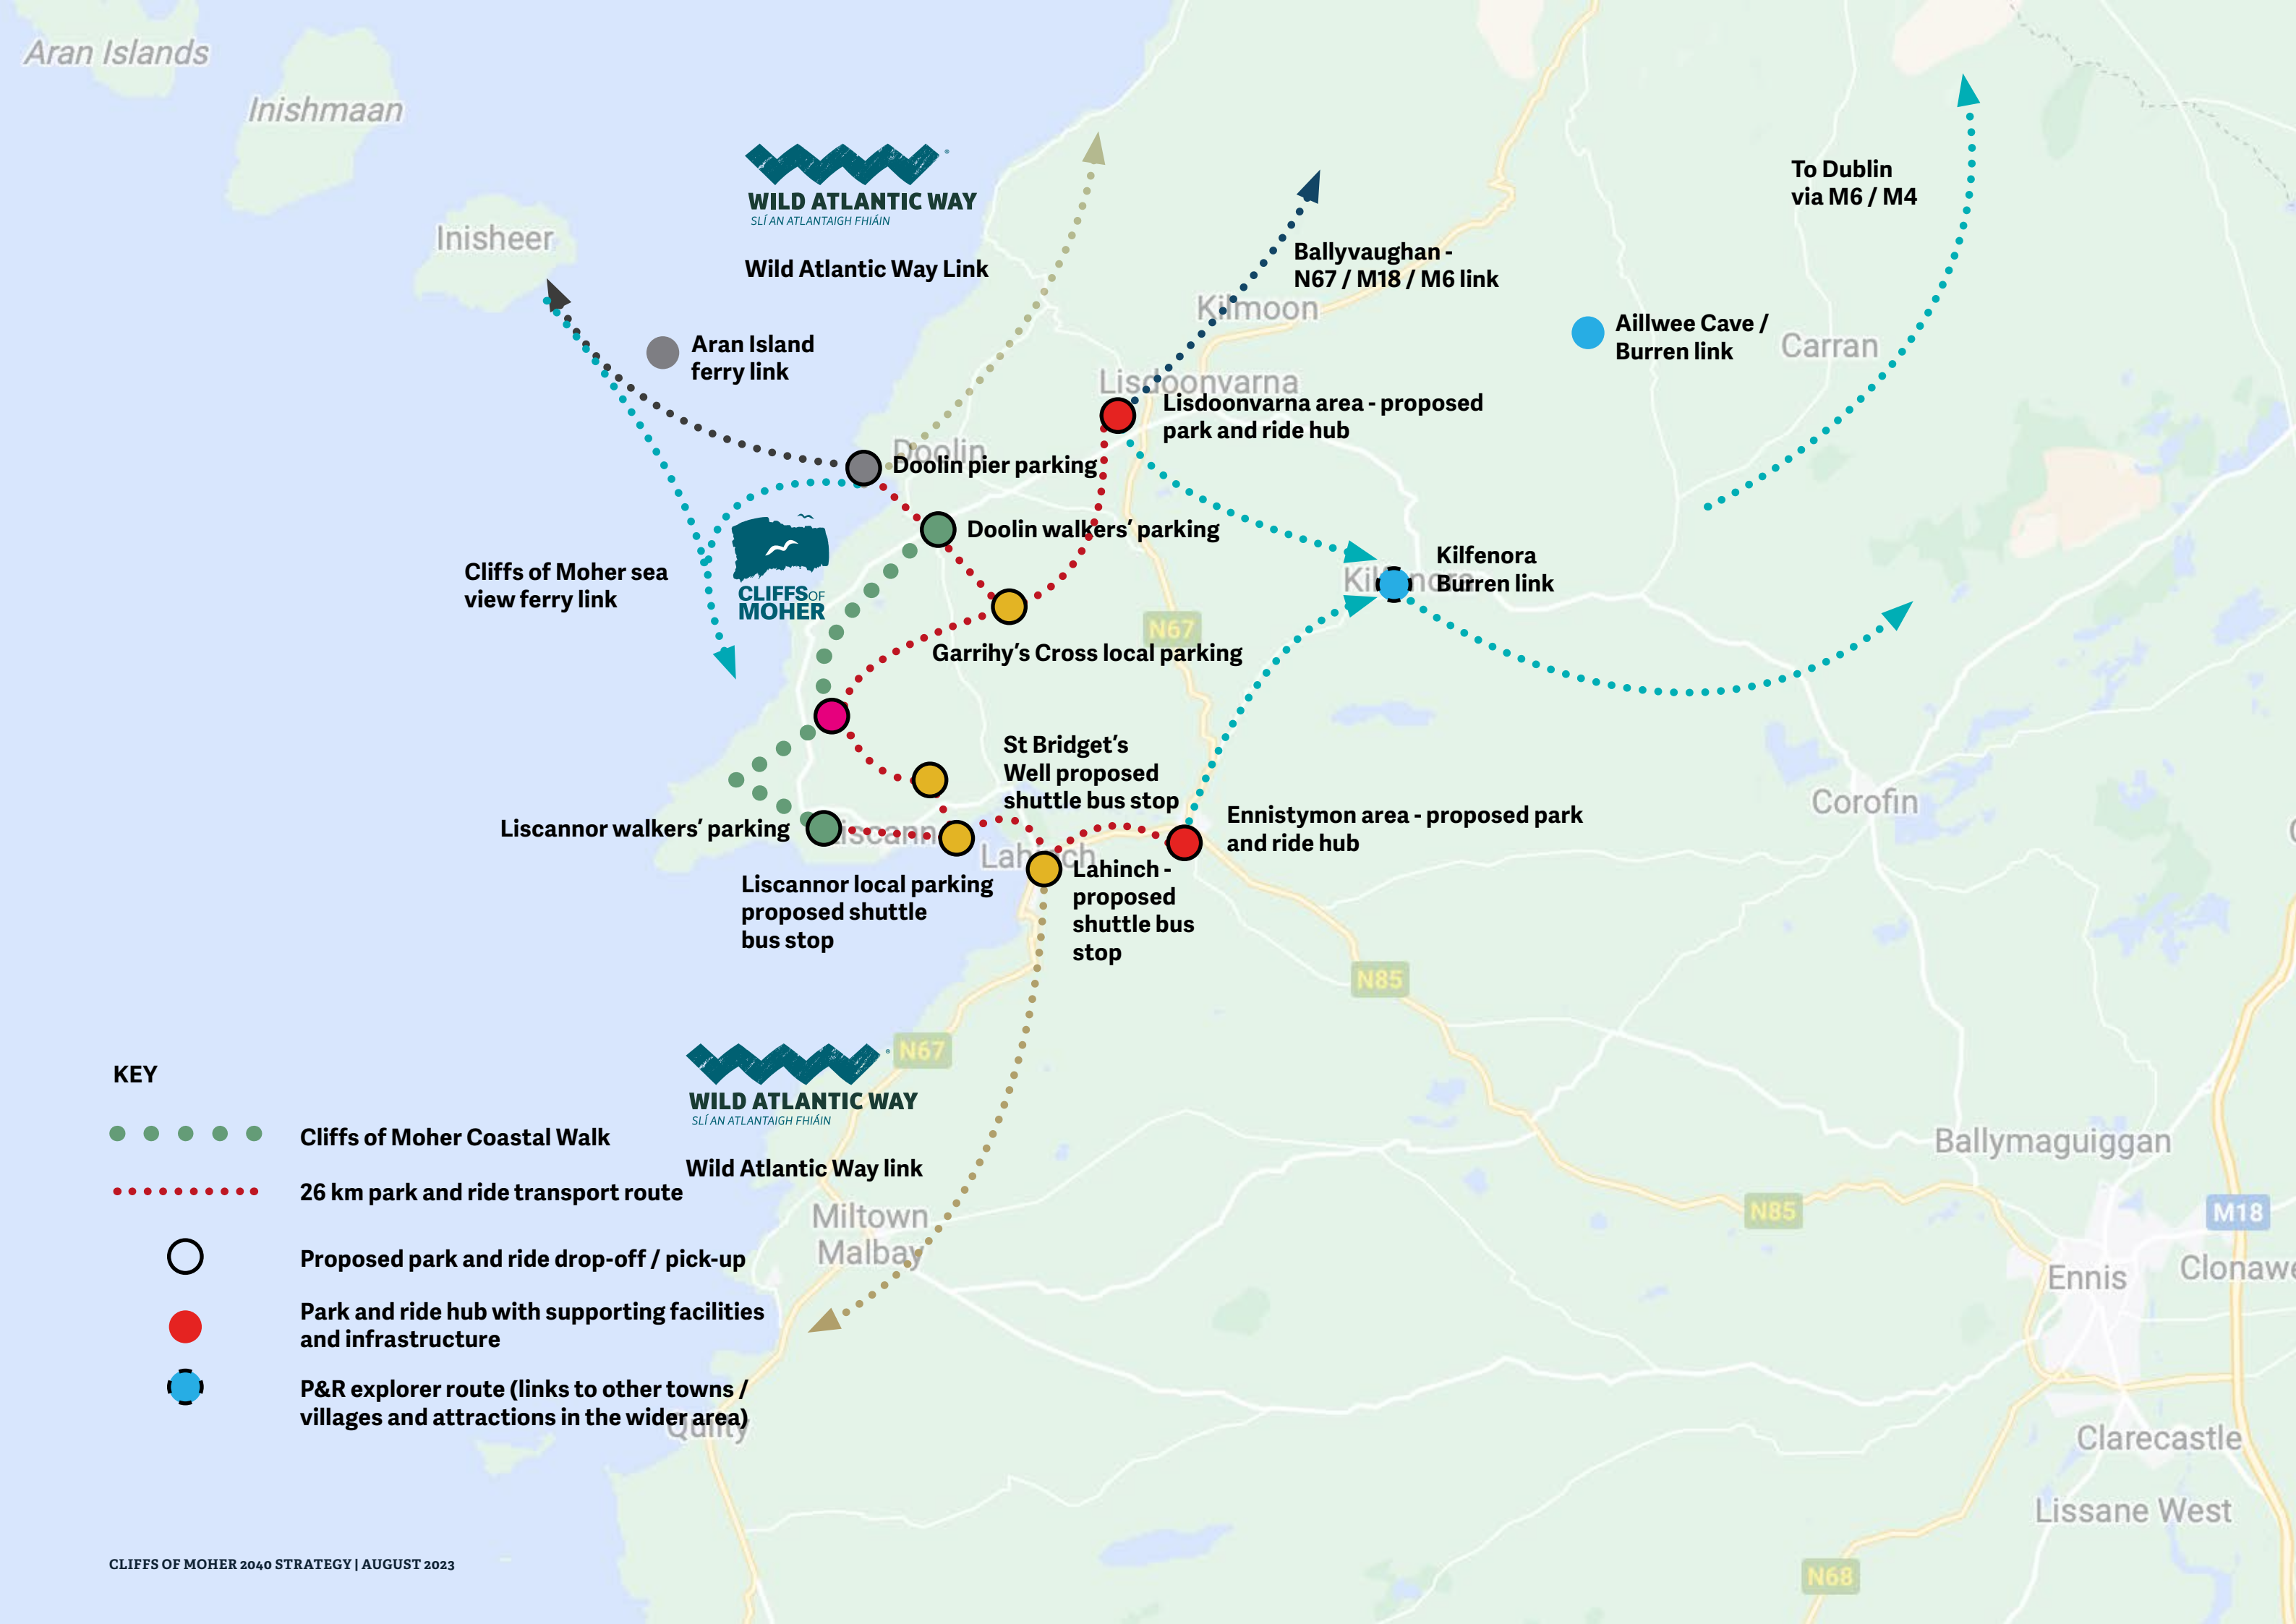 Aran Islands
Inishmaan
Inisheer
WILD ATLANTIC WAY
SLÍ AN ATLANTAIGH FHIÁIN
Wild Atlantic Way Link
To Dublin
via M6 / M4
Ballyvaughan -
N67 / M18 / M6 link
Kilmoon
Aran Island
ferry link
Aillwee Cave /
Burren link
Carran
Lisdoonvarna
Lisdoonvarna area - proposed
park and ride hub
Doolin
Doolin pier parking
Doolin walkers’ parking
Cliffs of Moher sea
view ferry link
CLIFFS OF
MOHER
Kilfenora
Kilfenora
Burren link
N67
Garrihy’s Cross local parking
St Bridget’s
Well proposed
shuttle bus stop
Corofin
Liscannor walkers’ parking
Ennistymon area - proposed park
and ride hub
Lahinch
Lahinch -
proposed
shuttle bus
stop
Liscannor local parking
proposed shuttle
bus stop
N85
N67
WILD ATLANTIC WAY
SLÍ AN ATLANTAIGH FHIÁIN
Wild Atlantic Way link
Miltown
Malbay
Ballymaguiggan
N85
M18
Ennis
Clonawe
Clarecastle
Lissane West
N68
Quilty
KEY
Cliffs of Moher Coastal Walk
26 km park and ride transport route
Proposed park and ride drop-off / pick-up
Park and ride hub with supporting facilities
and infrastructure
P&R explorer route (links to other towns /
villages and attractions in the wider area)
CLIFFS OF MOHER 2040 STRATEGY | AUGUST 2023